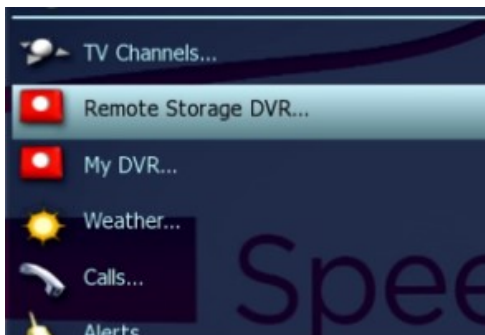 TV Channels...
Remote Storage DVR...
My DVR...
Weather...
Calls...
Spee
Alerts